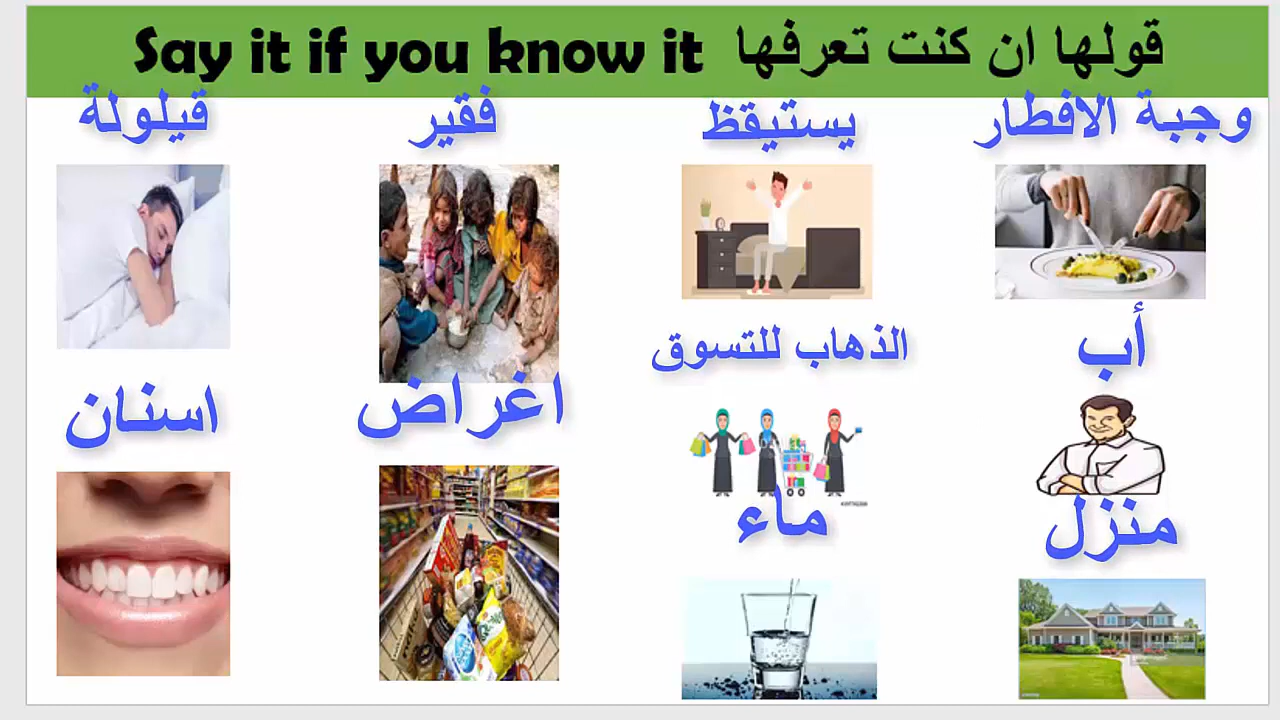 Say it if you know it قولها ان كنت تعرفها
وجبة الافطار
يستيقظ
فقير
قيلولة
أب
الذهاب للتسوق
اغراض
اسنان
منزل
ماء